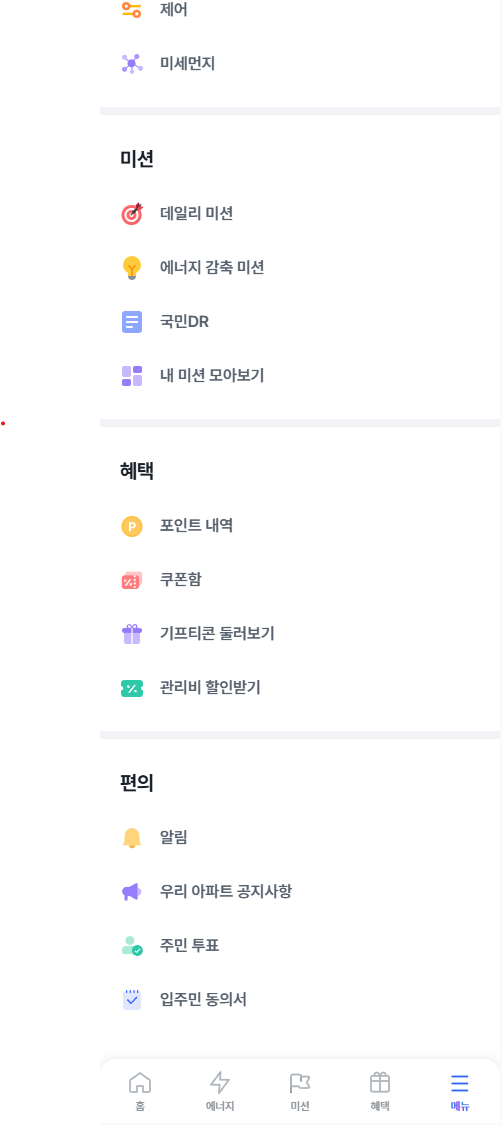 제어
미세먼지
미션
데일리 미션
에너지 감축 미션
국민DR
내 미션 모아보기
혜택
P
포인트 내역
쿠폰함
기프티콘 둘러보기
관리비 할인받기
편의
알림
우리 아파트 공지사항
주민 투표
입주민 동의서
홈
에너지
미션
혜택
메뉴